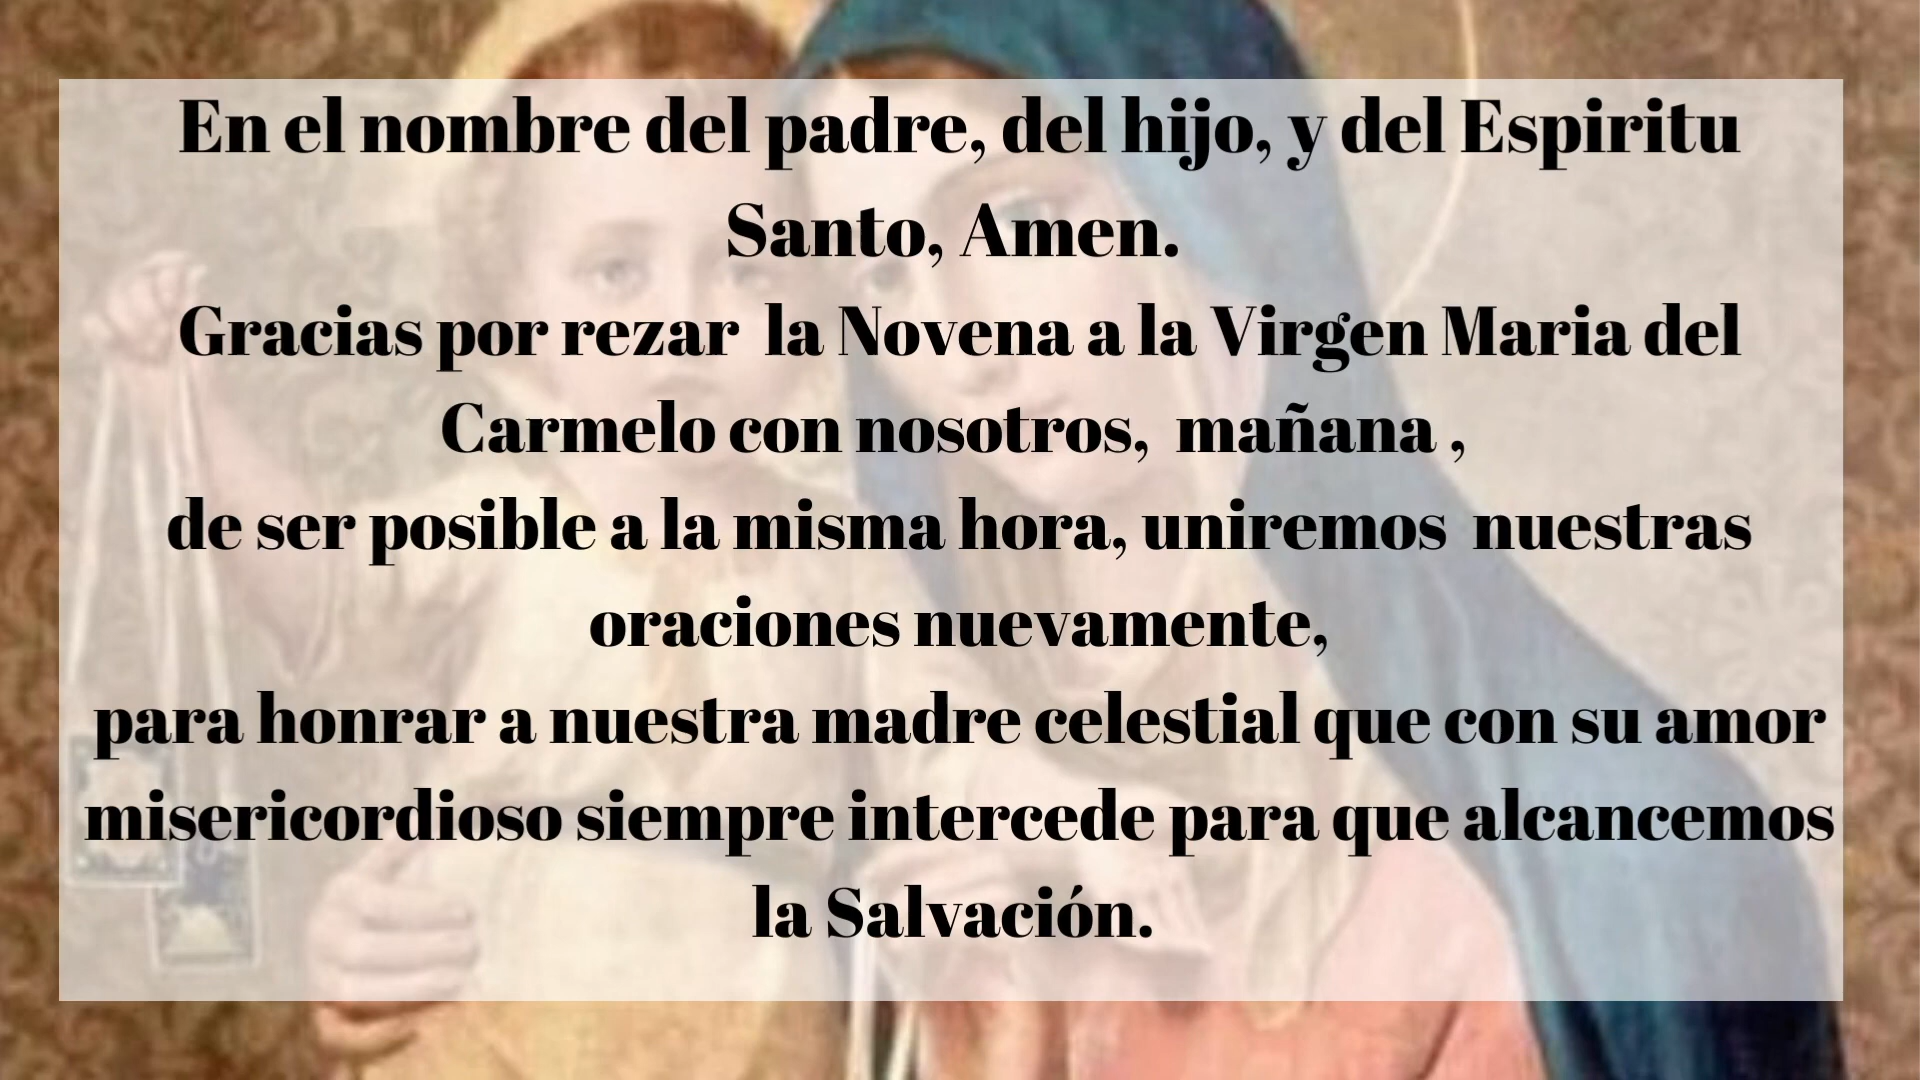 En el nombre del padre, del hijo, y del Espiritu
Santo, Amen.
Gracias por rezar la Novena a la Virgen Maria del
Carmelo con nosotros, mañana ,
de ser posible a la misma hora, uniremos nuestras
oraciones nuevamente,
para honrar a nuestra madre celestial que con su amor
misericordioso siempre intercede para que alcancemos
la Salvación.